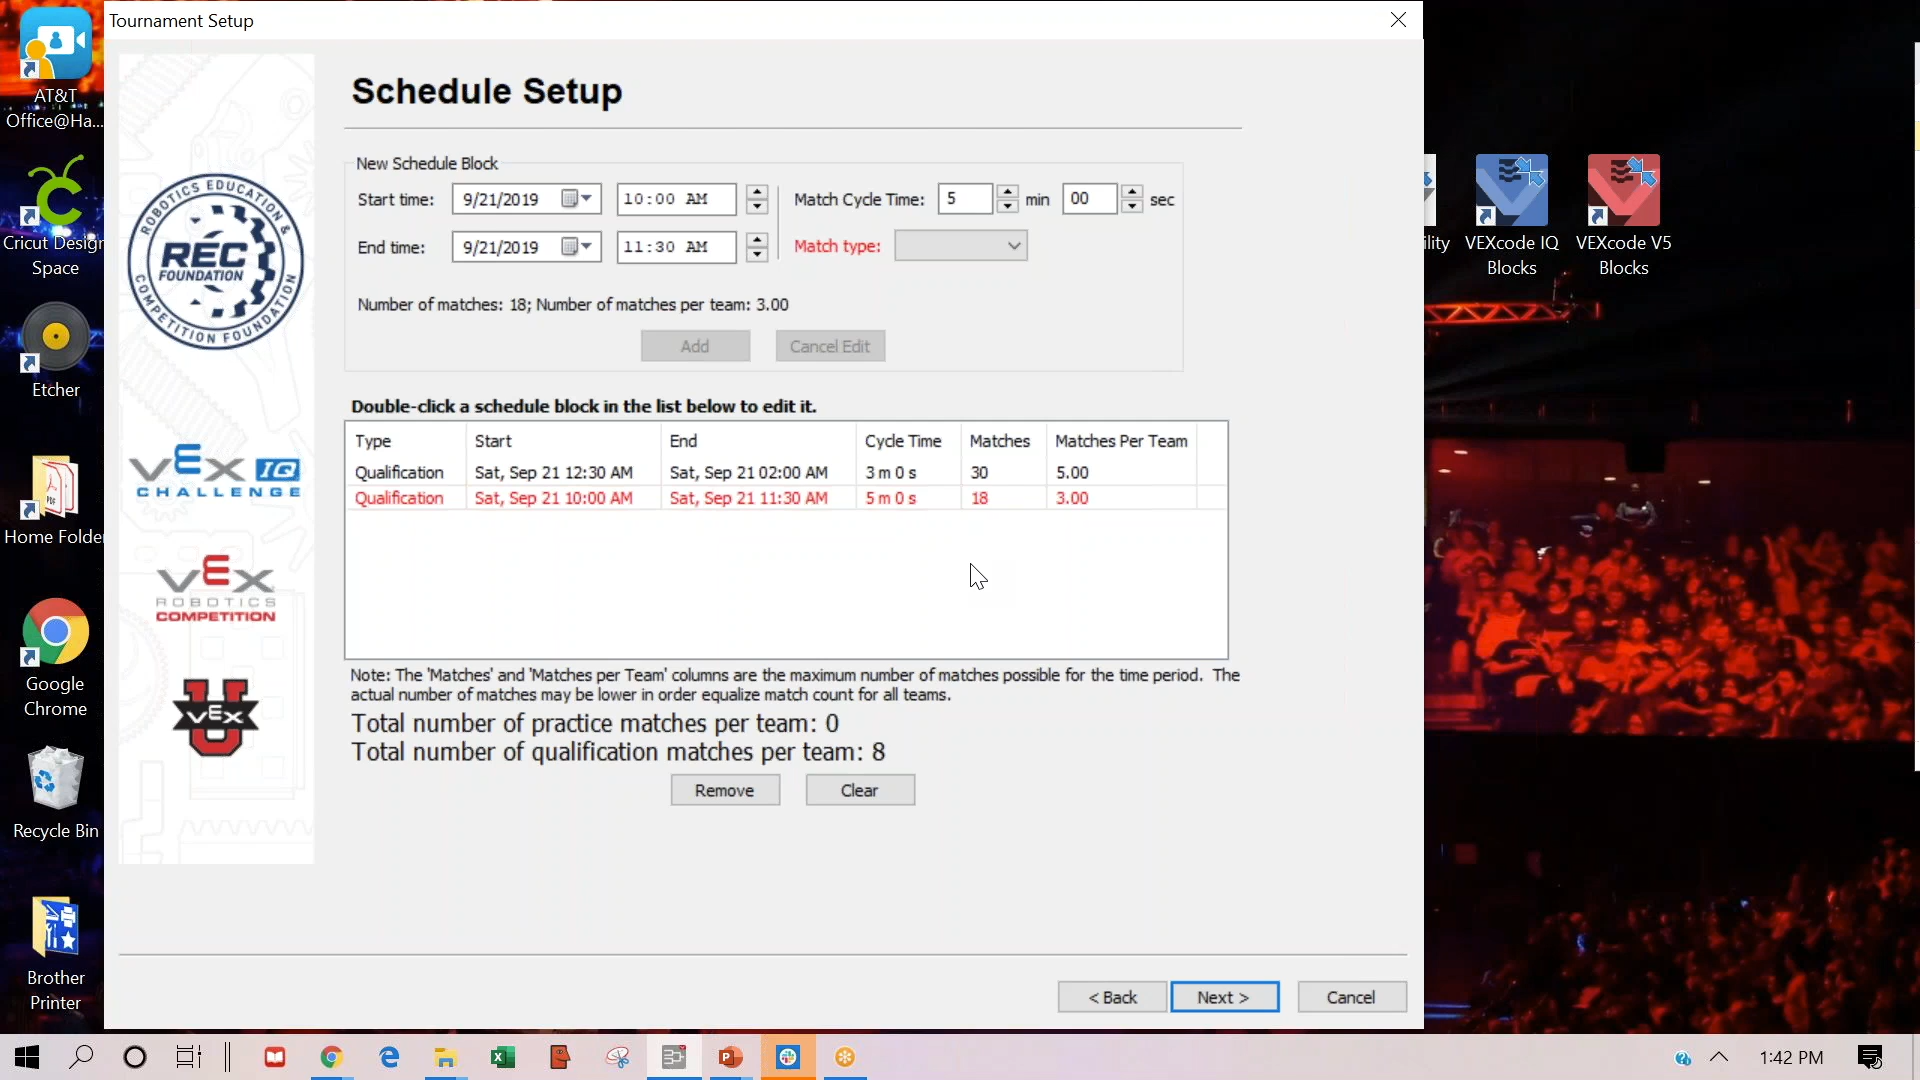 Tournament Setup
AT&T
Office@Ha...
Cricut Design
Space
Etcher
Home Folder
Google
Chrome
Recycle Bin
Brother
Printer
ROBOTICS EDUCATION &
REC
FOUNDATION
COMPETITION FOUNDATION
VEX IQ
CHALLENGE
VEX
ROBOTICS
COMPETITION
VEX U
Schedule Setup
New Schedule Block
Start time: 9/21/2019 10:00 AM Match Cycle Time: 5 min 00 sec
End time: 9/21/2019 11:30 AM Match type:
Number of matches: 18; Number of matches per team: 3.00
Add Cancel Edit
Double-click a schedule block in the list below to edit it.
Type Start End Cycle Time Matches Matches Per Team
Qualification Sat, Sep 21 12:30 AM Sat, Sep 21 02:00 AM 3 m 0 s 30 5.00
Qualification Sat, Sep 21 10:00 AM Sat, Sep 21 11:30 AM 5 m 0 s 18 3.00
Note: The 'Matches' and 'Matches per Team' columns are the maximum number of matches possible for the time period. The
actual number of matches may be lower in order equalize match count for all teams.
Total number of practice matches per team: 0
Total number of qualification matches per team: 8
Remove Clear
< Back Next > Cancel
ility
VEXcode IQ
Blocks
VEXcode V5
Blocks
1:42 PM